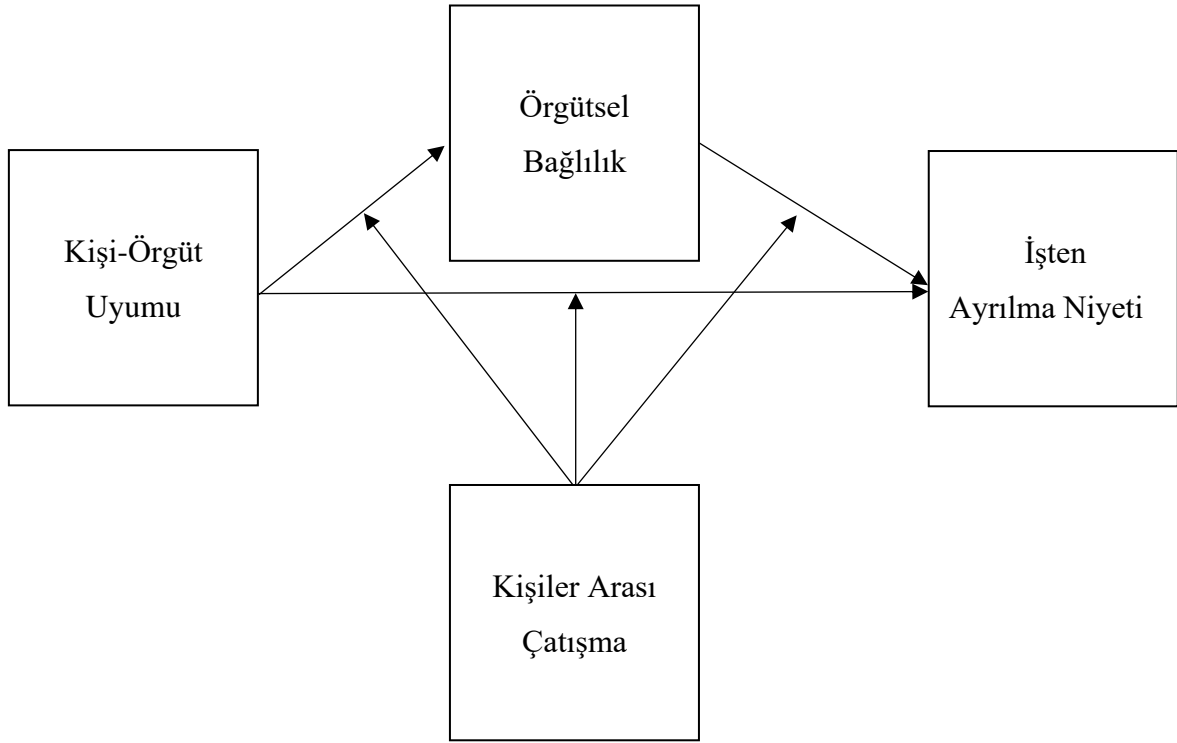 Örgütsel
Bağlılık
Kişi-Örgüt
Uyumu
İşten
Ayrılma Niyeti
Kişiler Arası
Çatışma